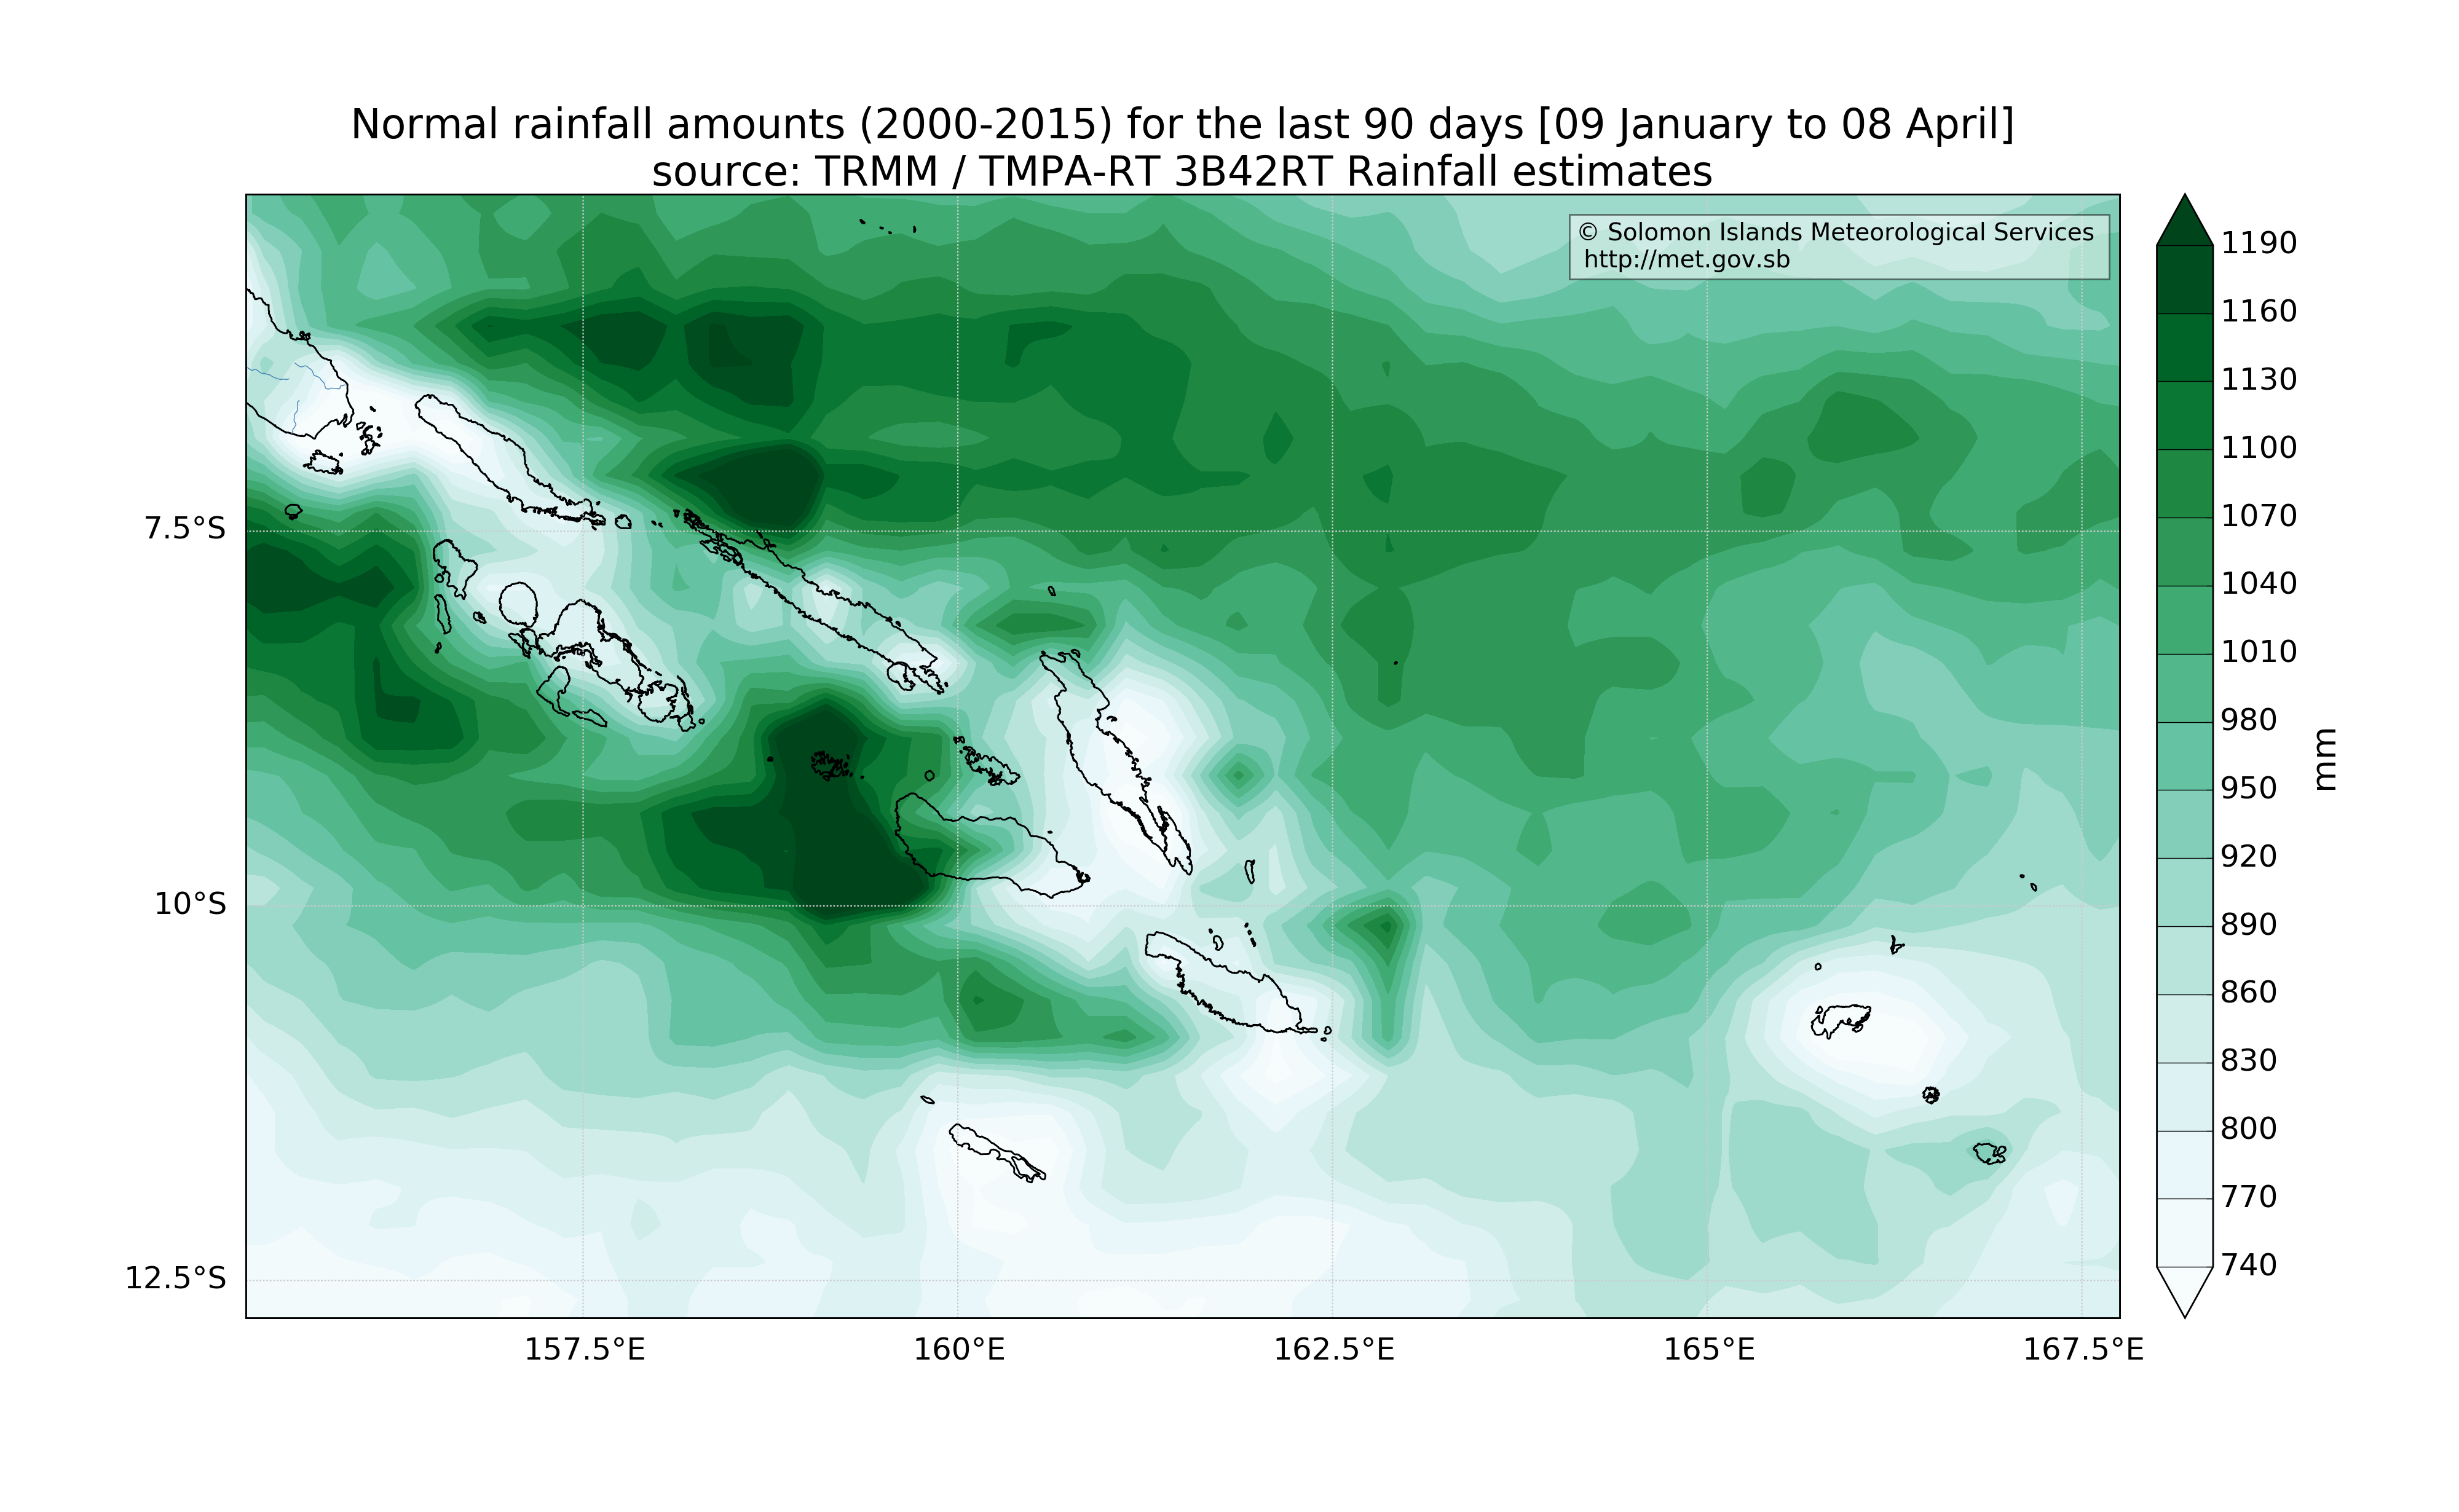 Normal rainfall amounts (2000-2015) for the last 90 days [09 January to 08 April]
source: TRMM / TMPA-RT 3B42RT Rainfall estimates
© Solomon Islands Meteorological Services
http://met.gov.sb
7.5°S
10°S
12.5°S
157.5°E
160°E
162.5°E
165°E
167.5°E
1190
1160
1130
1100
1070
1040
1010
980
950
920
890
860
830
800
770
740
mm